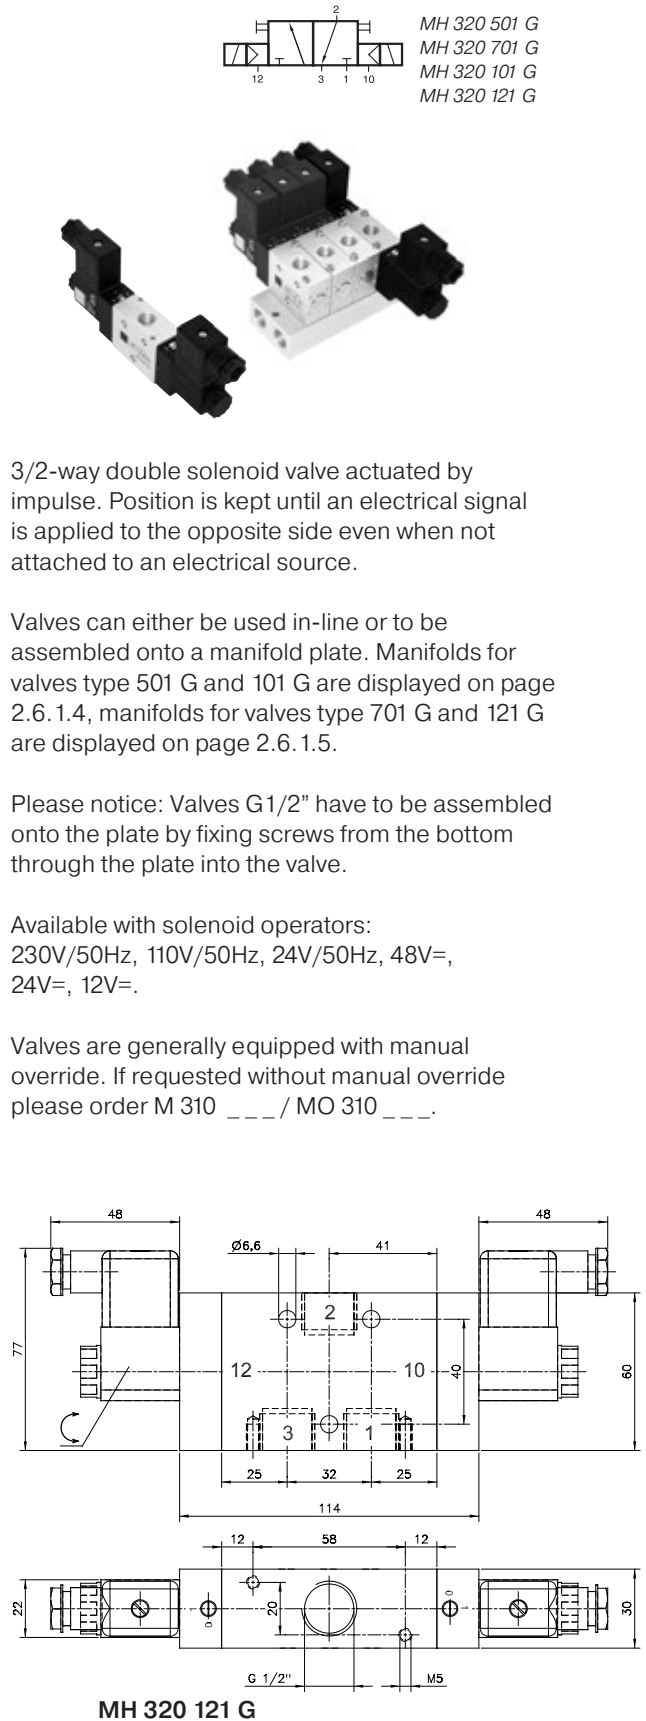 2
12
3
1
10
MH 320 501 G
MH 320 701 G
MH 320 101 G
MH 320 121 G
3/2-way double solenoid valve actuated by
impulse. Position is kept until an electrical signal
is applied to the opposite side even when not
attached to an electrical source.
Valves can either be used in-line or to be
assembled onto a manifold plate. Manifolds for
valves type 501 G and 101 G are displayed on page
2.6.1.4, manifolds for valves type 701 G and 121 G
are displayed on page 2.6.1.5.
Please notice: Valves G1/2” have to be assembled
onto the plate by fixing screws from the bottom
through the plate into the valve.
Available with solenoid operators:
230V/50Hz, 110V/50Hz, 24V/50Hz, 48V=,
24V=, 12V=.
Valves are generally equipped with manual
override. If requested without manual override
please order M 310 _ _ _ / MO 310 _ _ _.
48
48
Ø6,6
41
2
77
12
10
40
60
3
1
25
32
25
114
12
58
12
22
1
0
20
0
1
30
G 1/2"
M5
MH 320 121 G